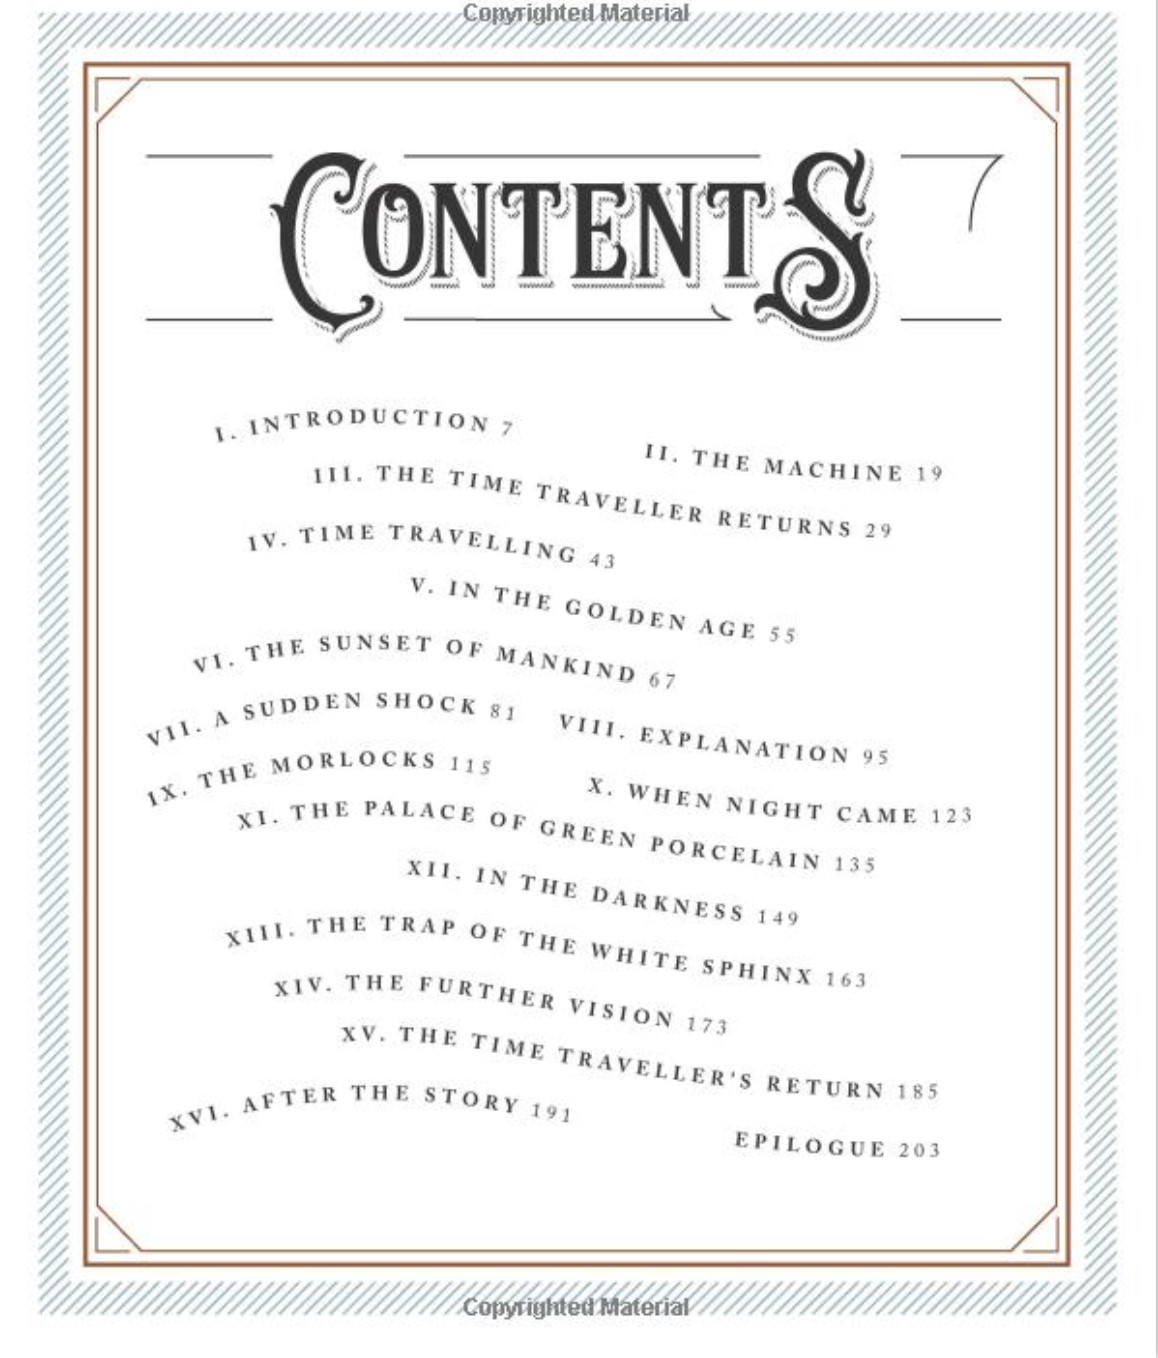 Copyrighted Material
CONTENTS
I. INTRODUCTION 7
II. THE MACHINE 19
III. THE TIME TRAVELLER RETURNS 29
IV. TIME TRAVELLING 43
V. IN THE GOLDEN AGE 55
VI. THE SUNSET OF MANKIND 67
VII. A SUDDEN SHOCK 81
VIII. EXPLANATION 95
IX. THE MORLOCKS 115
X. WHEN NIGHT CAME 123
XI. THE PALACE OF GREEN PORCELAIN 135
XII. IN THE DARKNESS 149
XIII. THE TRAP OF THE WHITE SPHINX 163
XIV. THE FURTHER VISION 173
XV. THE TIME TRAVELLER'S RETURN 185
XVI. AFTER THE STORY 191
EPILOGUE 203
Copyrighted Material